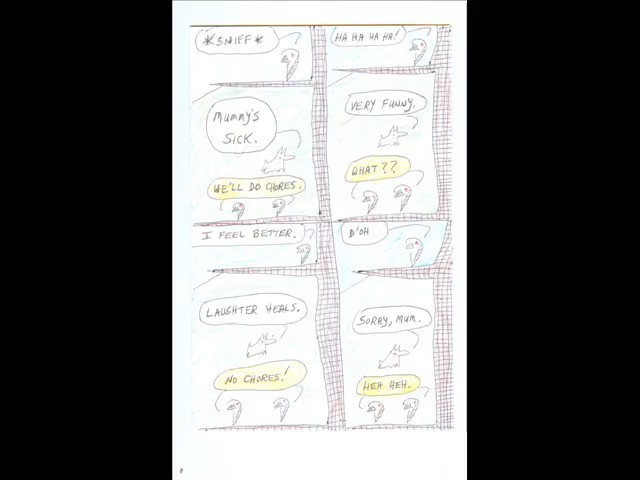 *SNIFF*
MUMMY'S
SICK.
WE'LL DO CHORES.
HA HA HA HA!
VERY FUNNY.
WHAT??
I FEEL BETTER.
LAUGHTER HEALS.
NO CHORES!
D'OH
SORRY, MUM.
HEH HEH.